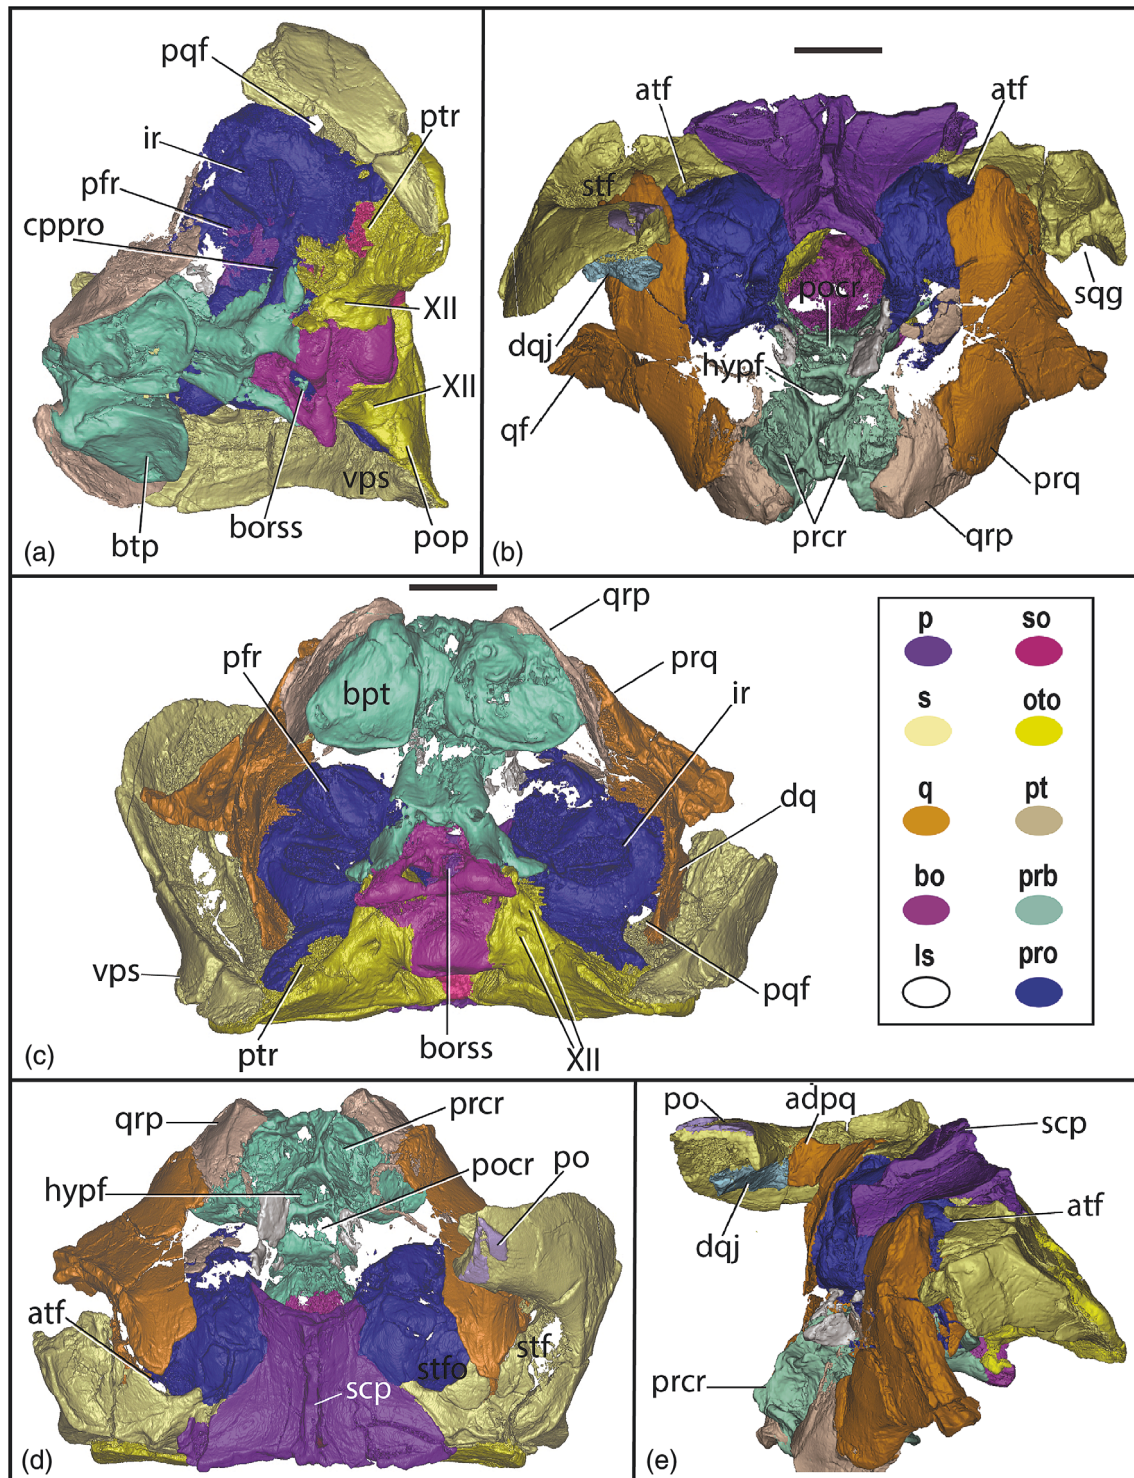 pqf
ptr
ir
pfr
cppro
XII
XII
vps
btp
borss
pop
(a)
atf
atf
stf
pocr
sqg
dqj
hypf
qf
prq
prcr
qrp
(b)
qrp
pfr
prq
bpt
ir
dq
vps
pqf
ptr
borss
XII
(c)
p so
s oto
q pt
bo prb
ls pro
qrp
prcr
pocr
po
hypf
atf
stf
stfo
scp
(d)
po
adpq
scp
atf
dqj
prcr
(e)